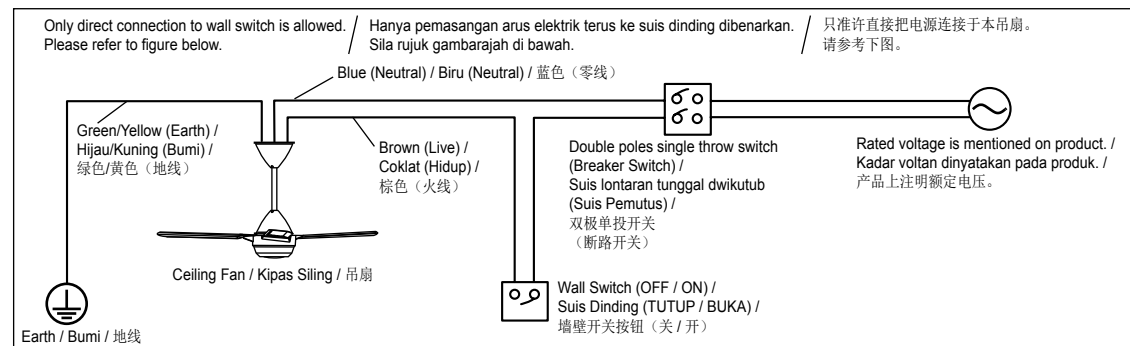 Only direct connection to wall switch is allowed.
Please refer to figure below.
Hanya pemasangan arus elektrik terus ke suis dinding dibenarkan.
Sila rujuk gambarajah di bawah.
只准许直接把电源连接于本吊扇。
请参考下图。
Blue (Neutral) / Biru (Neutral) / 蓝色（零线）
Green/Yellow (Earth) /
Hijau/Kuning (Bumi) /
绿色/黄色（地线）
Brown (Live) /
Coklat (Hidup) /
棕色（火线）
Double poles single throw switch
(Breaker Switch) /
Suis lontaran tunggal dwikutub
(Suis Pemutus) /
双极单投开关
（断路开关）
Rated voltage is mentioned on product. /
Kadar voltan dinyatakan pada produk. /
产品上注明额定电压。
Ceiling Fan / Kipas Siling / 吊扇
Wall Switch (OFF / ON) /
Suis Dinding (TUTUP / BUKA) /
墙壁开关按钮（关 / 开）
Earth / Bumi / 地线